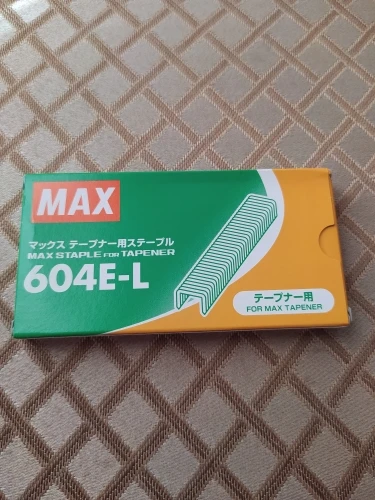 MAX
マックス テープナー用ステープル
MAX STAPLE FOR TAPENER
604E-L
テープナー用
FOR MAX TAPENER